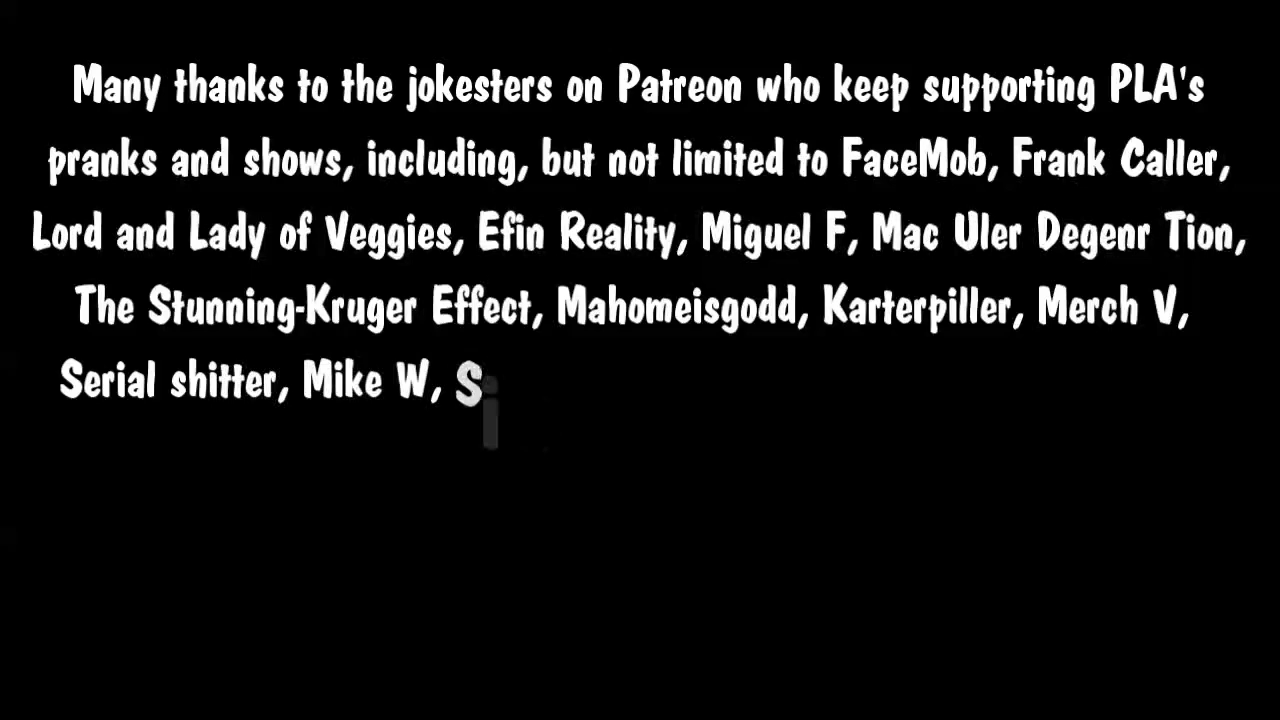 Many thanks to the jokesters on Patreon who keep supporting PLA's
pranks and shows, including, but not limited to FaceMob, Frank Caller,
Lord and Lady of Veggies, Efin Reality, Miguel F, Mac Uler Degenr Tion,
The Stunning-Kruger Effect, Mahomeisgodd, Karterpiller, Merch V,
Serial shitter, Mike W, Si